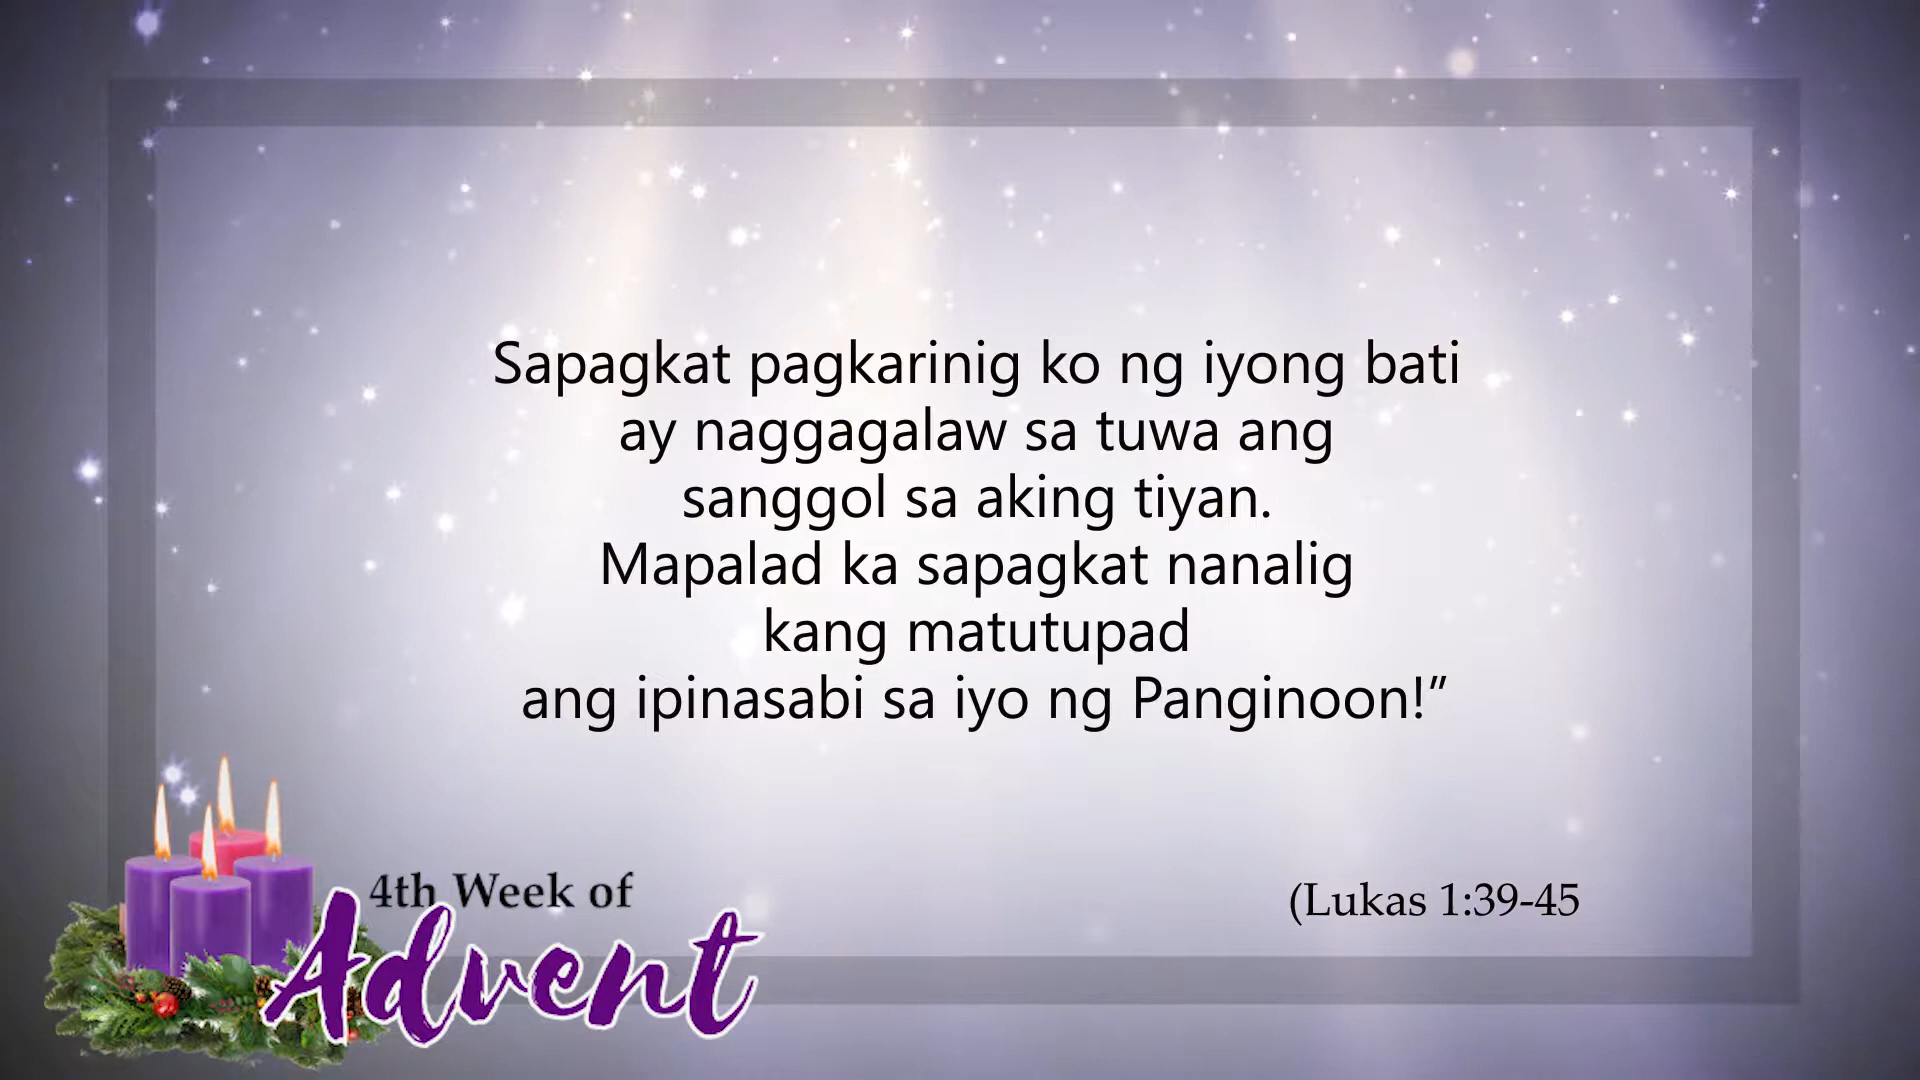 Sapagkat pagkarinig ko ng iyong bati
ay naggagalaw sa tuwa ang
sanggol sa aking tiyan.
Mapalad ka sapagkat nanalig
kang matutupad
ang ipinasabi sa iyo ng Panginoon!”
4th Week of
Advent
(Lukas 1:39-45